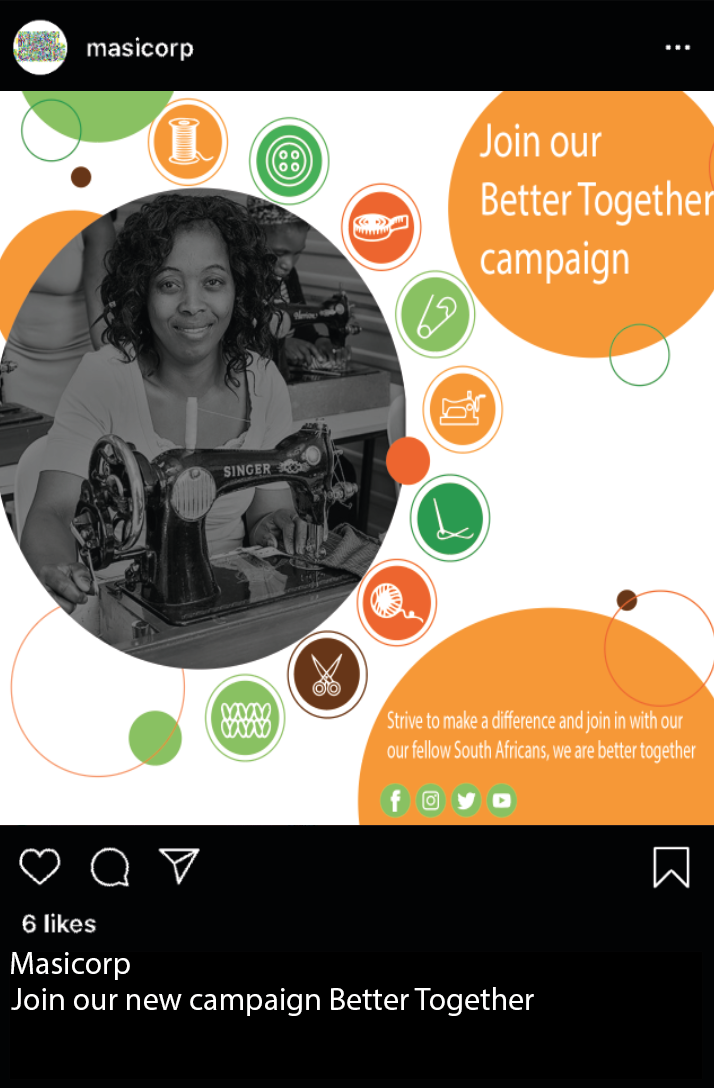 masicorp
Join our
Better Together
campaign
SINGER
Strive to make a difference and join in with our
our fellow South Africans, we are better together
6 likes
Masicorp
Join our new campaign Better Together